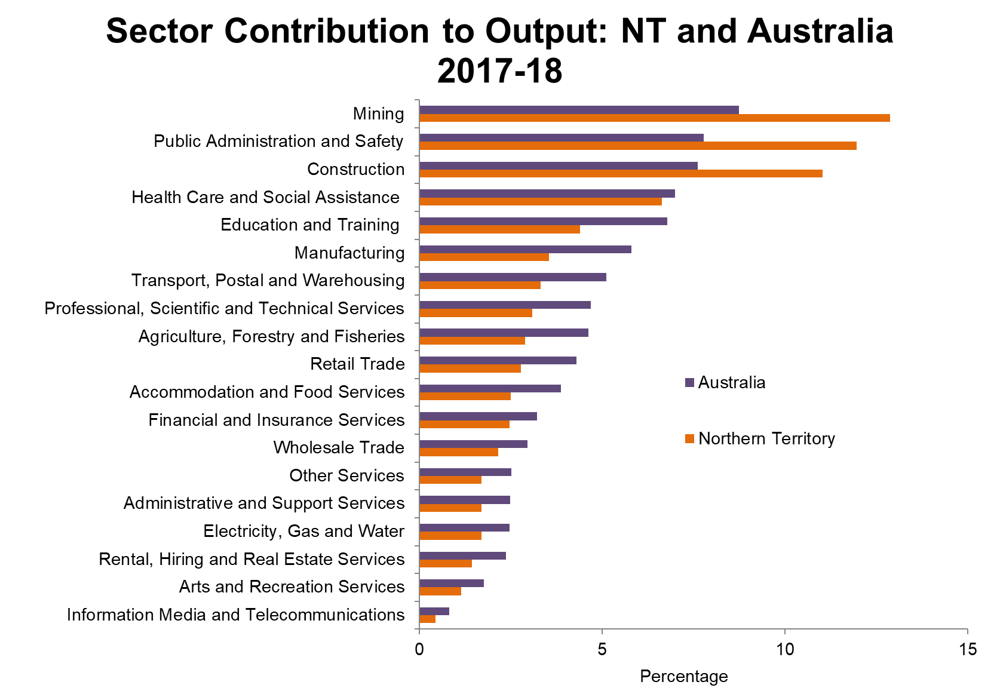 Sector Contribution to Output: NT and Australia
2017-18
Mining
Public Administration and Safety
Construction
Health Care and Social Assistance
Education and Training
Manufacturing
Transport, Postal and Warehousing
Professional, Scientific and Technical Services
Agriculture, Forestry and Fisheries
Retail Trade
Accommodation and Food Services
Financial and Insurance Services
Wholesale Trade
Other Services
Administrative and Support Services
Electricity, Gas and Water
Rental, Hiring and Real Estate Services
Arts and Recreation Services
Information Media and Telecommunications
Australia
Northern Territory
0 5 10 15
Percentage